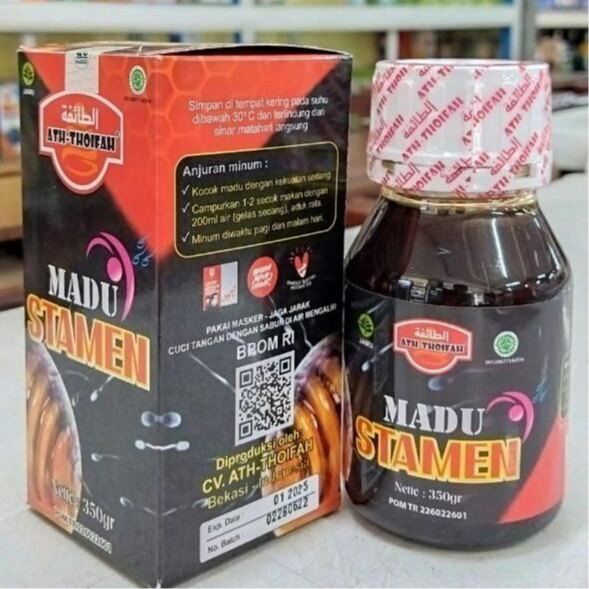 الطائفة
ATH-THOIFAH
MADU
STAMEN
Netto : 350gr
Simpan di tempat kering pada suhu
dibawah 30°C dan terlindung dari
sinar matahari langsung
Anjuran minum :
✓ Kocok madu dengan kekuatan sedang.
✓ Campurkan 1-2 sedok makan dengan
200ml air (gelas sedang), aduk rata.
✓ Minum diwaktu pagi dan malam hari.
PAKAI MASKER - JAGA JARAK
CUCI TANGAN DENGAN SABUN DI AIR MENGALIR
BPOM RI
Diproduksi oleh:
CV. ATH-THOIFAH
Bekasi
Exp. Date : 01 2025
No. Batch : 02280622
ATH-THOIFAH
الطائفة
ATH-THOIFAH
JAMU
MADU
STAMEN
Netto : 350gr
POM TR 226022601